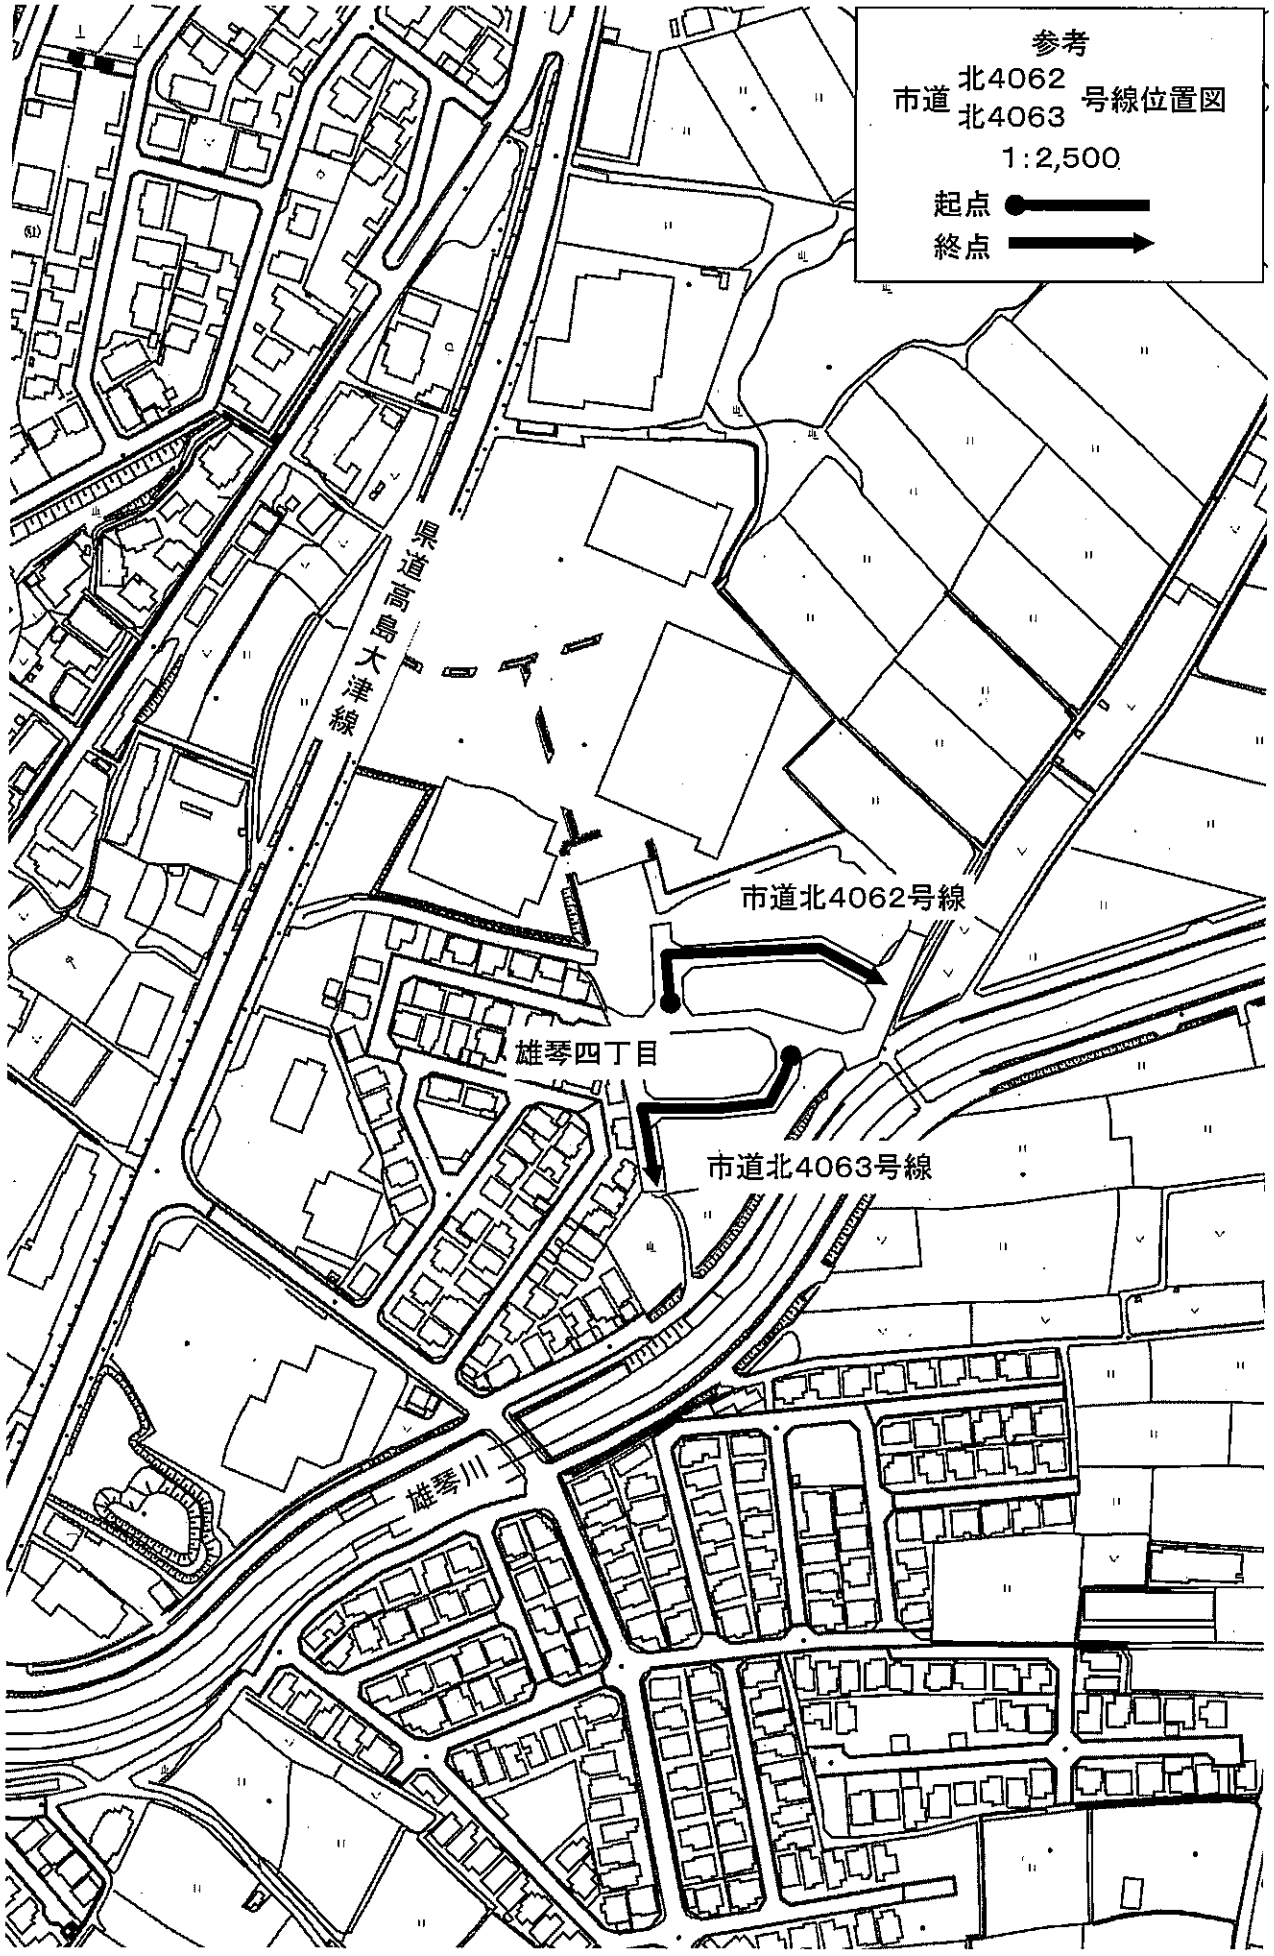 参考
市道 北4062 号線位置図
北4063
1:2,500
起点
終点
県道高島大津線
市道北4062号線
雄琴四丁目
市道北4063号線
雄琴川